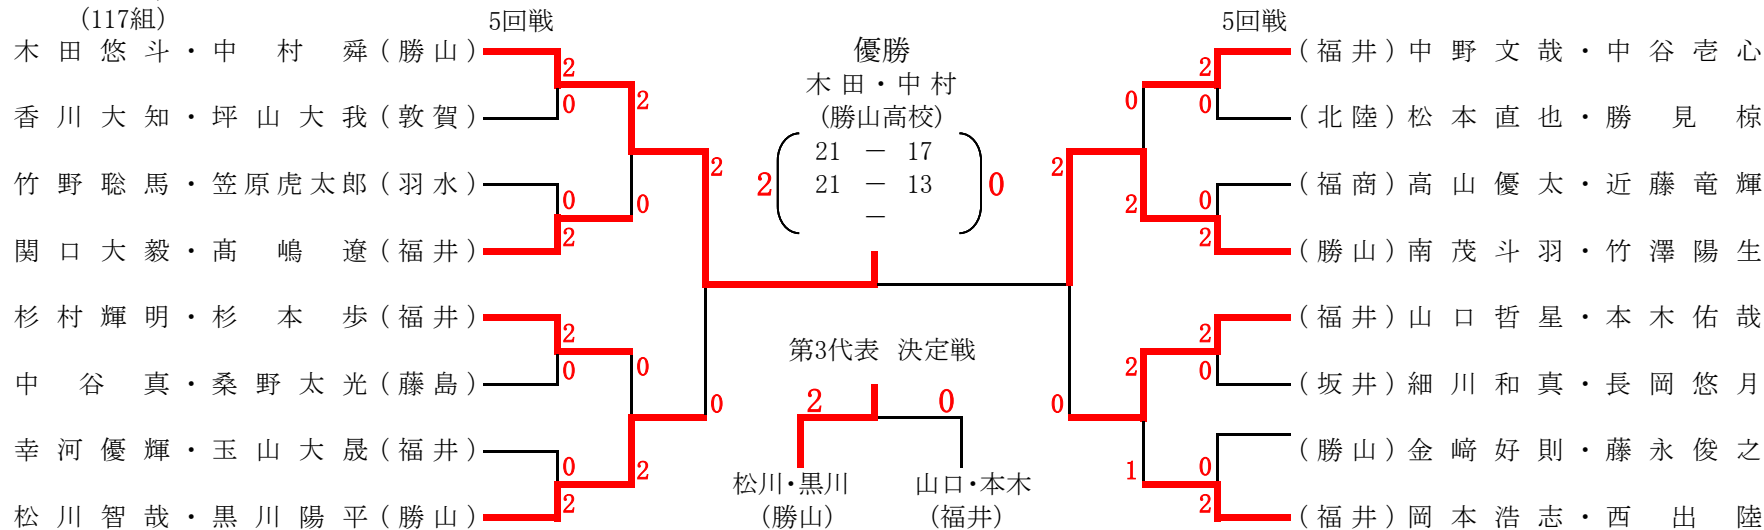 (117組)
5回戦
5回戦
木田悠斗・中村舜(勝山)
2
0
香川大知・坪山大我(敦賀)
2
竹野聡馬・笠原虎太郎(羽水)
0
2
0
関口大毅・髙嶋遼(福井)
2
杉村輝明・杉本歩(福井)
2
0
中谷真・桑野太光(藤島)
0
幸河優輝・玉山大晟(福井)
0
2
2
松川智哉・黒川陽平(勝山)
0
優勝
木田・中村
(勝山高校)
2
21 － 17
21 － 13
－
0
第3代表 決定戦
2 0
松川・黒川
(勝山)
山口・本木
(福井)
(福井)中野文哉・中谷壱心
2
0
(北陸)松本直也・勝見椋
0
(福商)高山優太・近藤竜輝
0
2
2
(勝山)南茂斗羽・竹澤陽生
2
(福井)山口哲星・本木佑哉
2
0
(坂井)細川和真・長岡悠月
2
(勝山)金﨑好則・藤永俊之
0
2
1
(福井)岡本浩志・西出陸
0